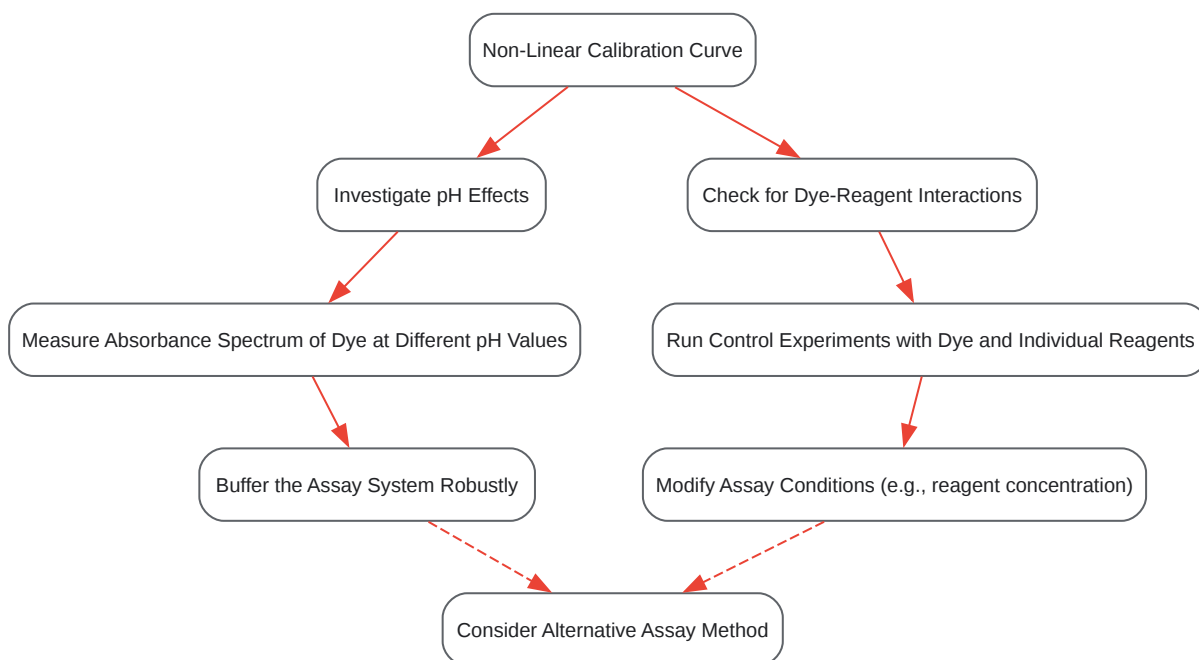 Non-Linear Calibration Curve
Investigate pH Effects
Check for Dye-Reagent Interactions
Measure Absorbance Spectrum of Dye at Different pH Values
Run Control Experiments with Dye and Individual Reagents
Buffer the Assay System Robustly
Modify Assay Conditions (e.g., reagent concentration)
Consider Alternative Assay Method